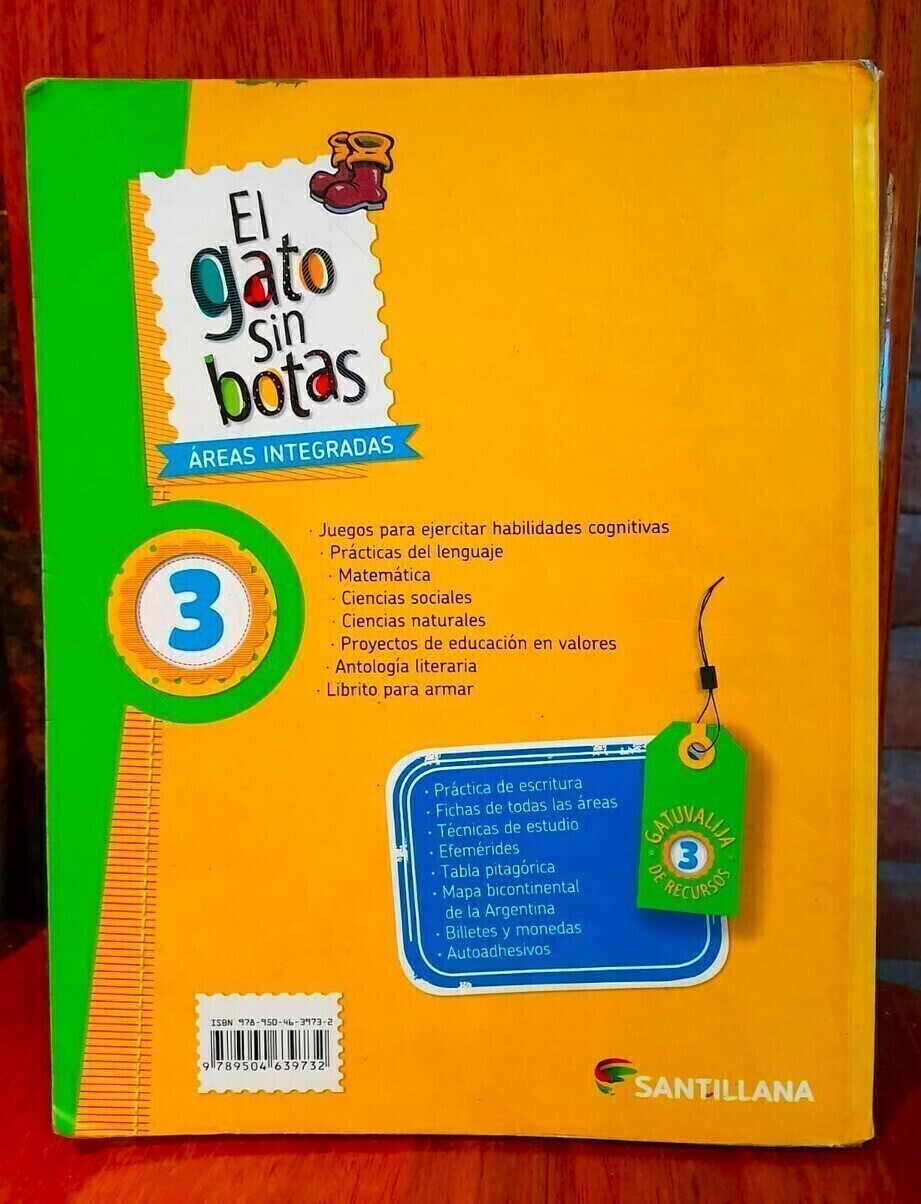 El
gato
sin
botas
ÁREAS INTEGRADAS
3
· Juegos para ejercitar habilidades cognitivas
· Prácticas del lenguaje
· Matemática
· Ciencias sociales
· Ciencias naturales
· Proyectos de educación en valores
· Antología literaria
· Librito para armar
· Práctica de escritura
· Fichas de todas las áreas
· Técnicas de estudio
· Efemérides
· Tabla pitagórica
· Mapa bicontinental
de la Argentina
· Billetes y monedas
· Autoadhesivos
GATUVALIJA
3
DE RECURSOS
ISBN 978-950-46-3973-2
9 789504 639732
SANTILLANA